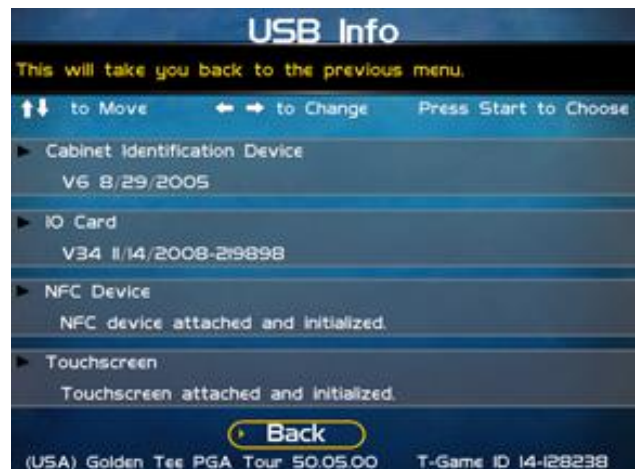 USB Info
This will take you back to the previous menu.
to Move to Change Press Start to Choose
Cabinet Identification Device
V6 8/29/2005
IO Card
V34 11/14/2008-219898
NFC Device
NFC device attached and initialized.
Touchscreen
Touchscreen attached and initialized.
Back
(USA) Golden Tee PGA Tour 50.05.00 T-Game ID 14-128238